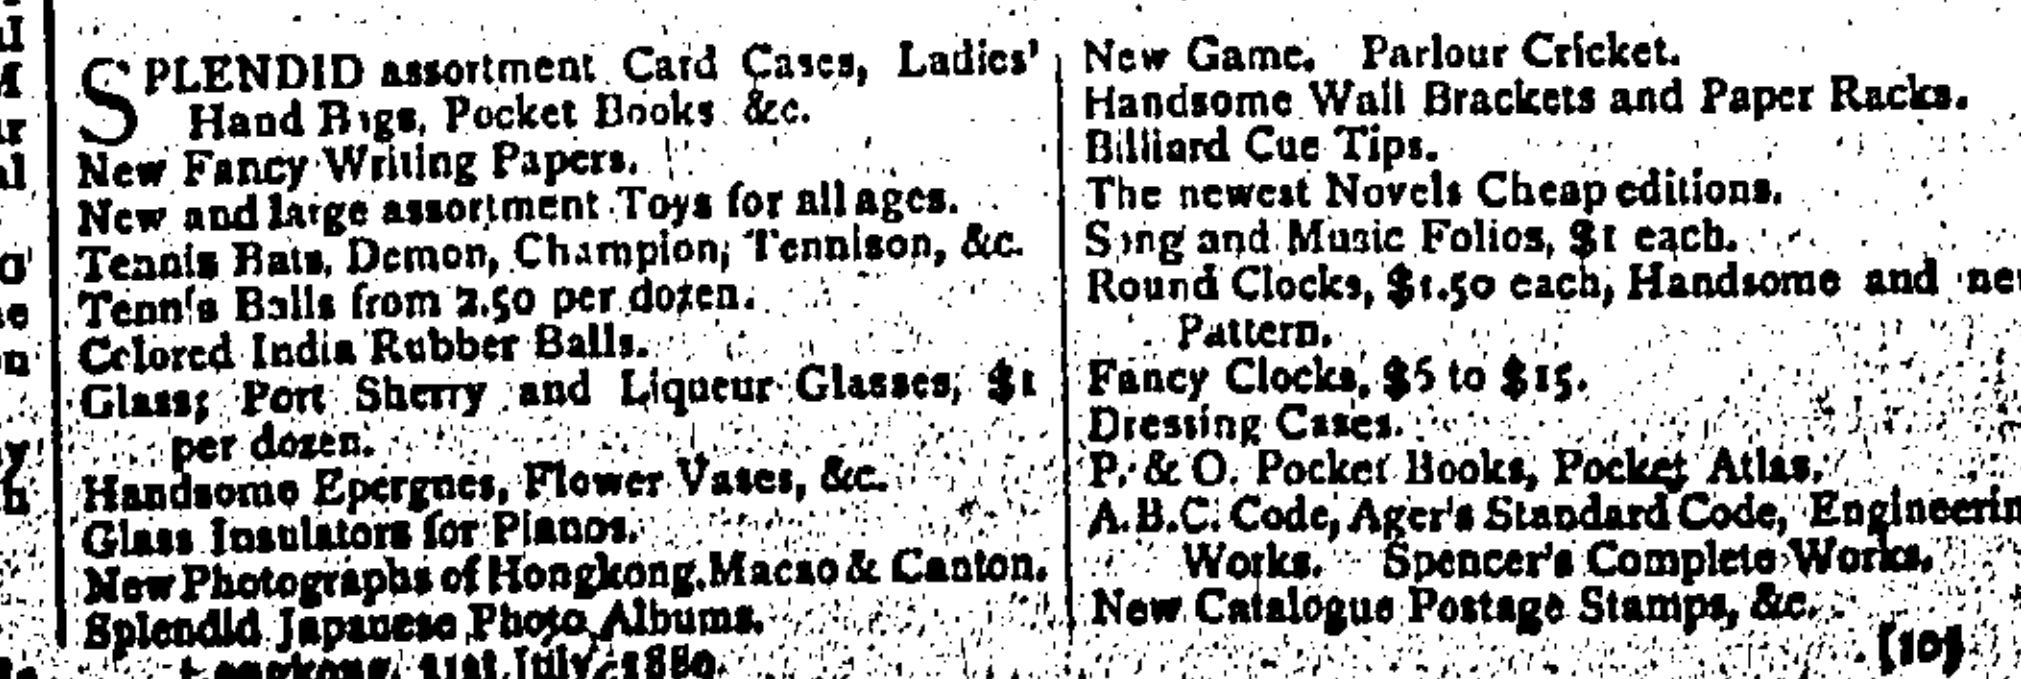 SPLENDID assortment Card Cases, Ladies'
Hand Bags, Pocket Books &c.
New Fancy Writing Papers.
New and large assortment Toys for all ages.
Tennis Bats, Demon, Champion, Tennison, &c.
Tennis Balls from 2.50 per dozen.
Colored India Rubber Balls.
Glass; Port Sherry and Liqueur Glasses, $1
per dozen.
Handsome Epergnes, Flower Vases, &c.
Glass Insulators for Pianos.
New Photographs of Hongkong, Macao & Canton.
Splendid Japanese Photo Albums.
Hongkong, 31st July, 1889.
New Game. Parlour Cricket.
Handsome Wall Brackets and Paper Racks.
Billiard Cue Tips.
The newest Novels Cheap editions.
Song and Music Folios, $1 each.
Round Clocks, $1.50 each, Handsome and
Pattern.
Fancy Clocks, $5 to $15.
Dressing Cases.
P. & O. Pocket Books, Pocket Atlas.
A.B.C. Code, Ager's Standard Code, Engineerin
Works. Spencer's Complete Works.
New Catalogue Postage Stamps, &c.
[10]